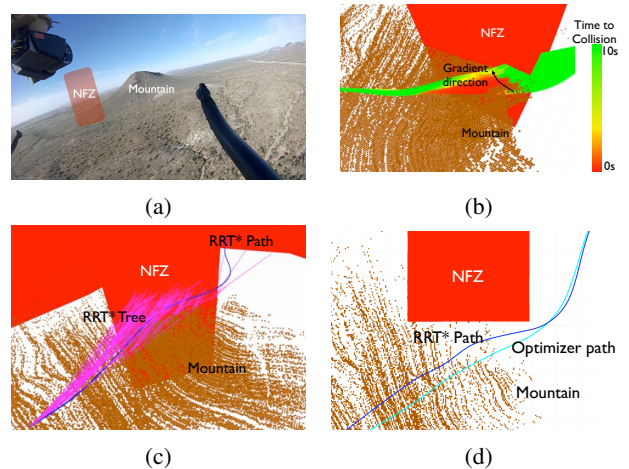 NFZ
Mountain
(a)
NFZ
Time to
Collision
10s
Gradient
direction
Mountain
0s
(b)
RRT* Path
NFZ
RRT* Tree
Mountain
(c)
NFZ
RRT* Path
Optimizer path
Mountain
(d)